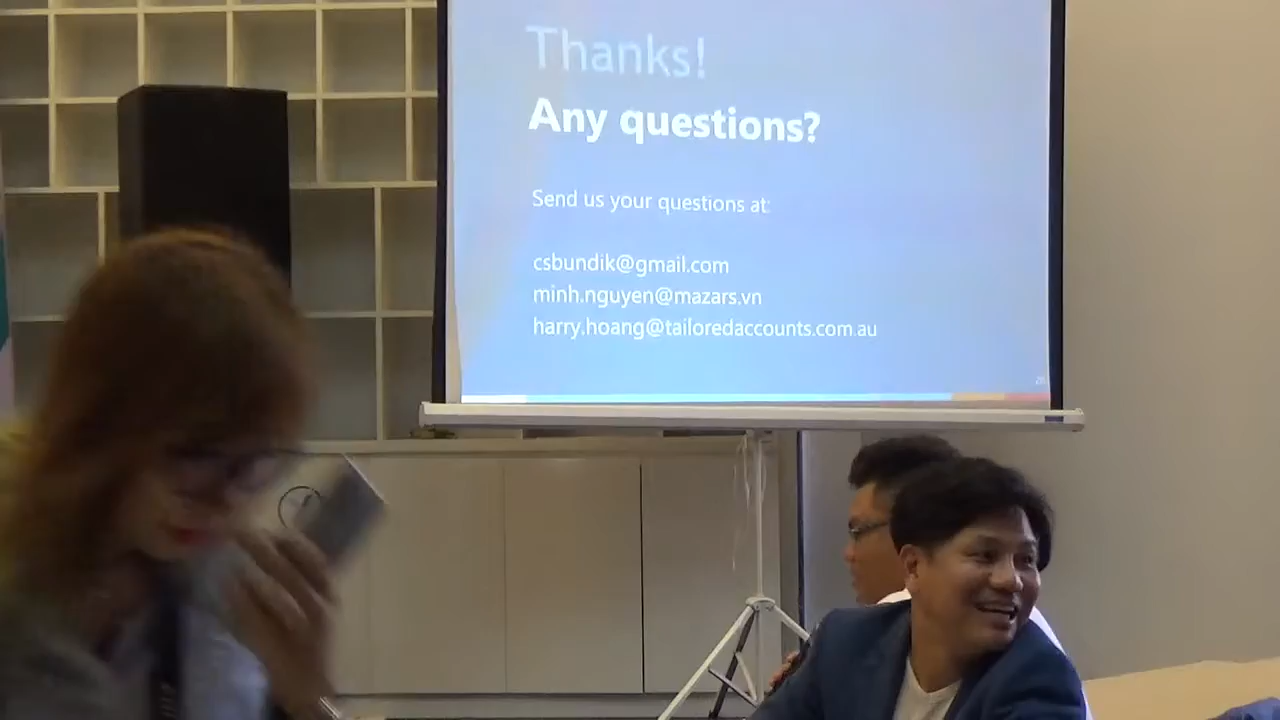 Thanks!
Any questions?
Send us your questions at:
csbundik@gmail.com
minh.nguyen@mazars.vn
harry.hoang@tailoredaccounts.com.au